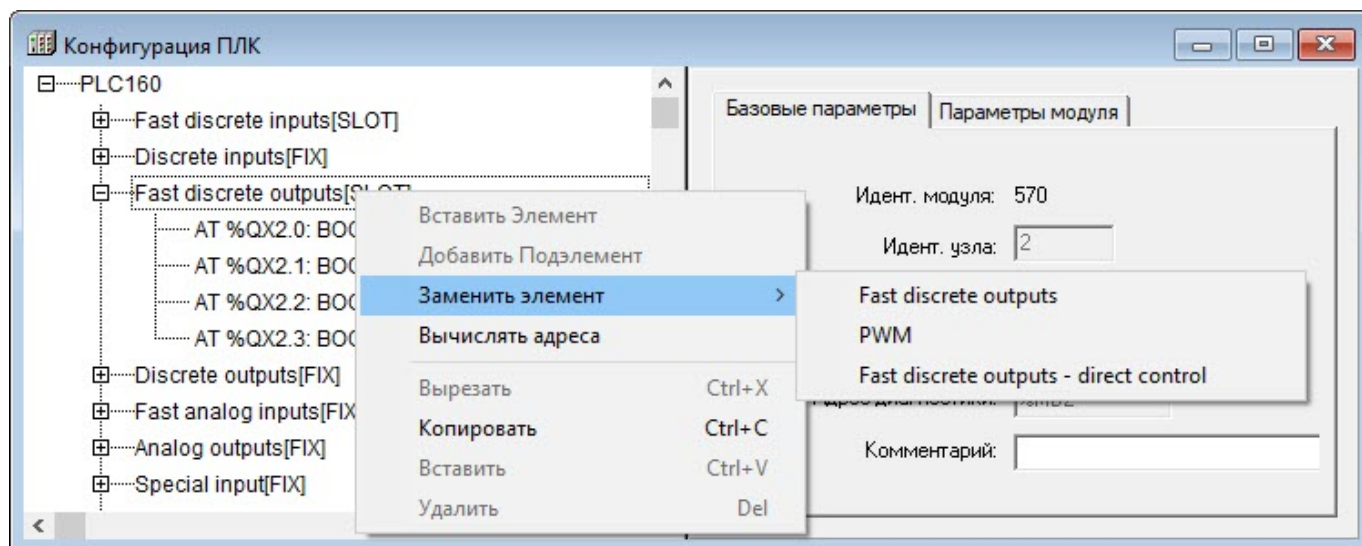 Конфигурация ПЛК
PLC160
Fast discrete inputs[SLOT]
Discrete inputs[FIX]
Fast discrete outputs[SLOT]
AT %QX2.0: BOO
AT %QX2.1: BOO
AT %QX2.2: BOO
AT %QX2.3: BOO
Discrete outputs[FIX]
Fast analog inputs[FIX
Analog outputs[FIX]
Special input[FIX]
Вставить Элемент
Добавить Подэлемент
Заменить элемент >
Вычислять адреса
Вырезать Ctrl+X
Копировать Ctrl+C
Вставить Ctrl+V
Удалить Del
Fast discrete outputs
PWM
Fast discrete outputs - direct control
Базовые параметры Параметры модуля
Идент. модуля: 570
Идент. узла: 2
Адрес диагностики: %MB2
Комментарий: